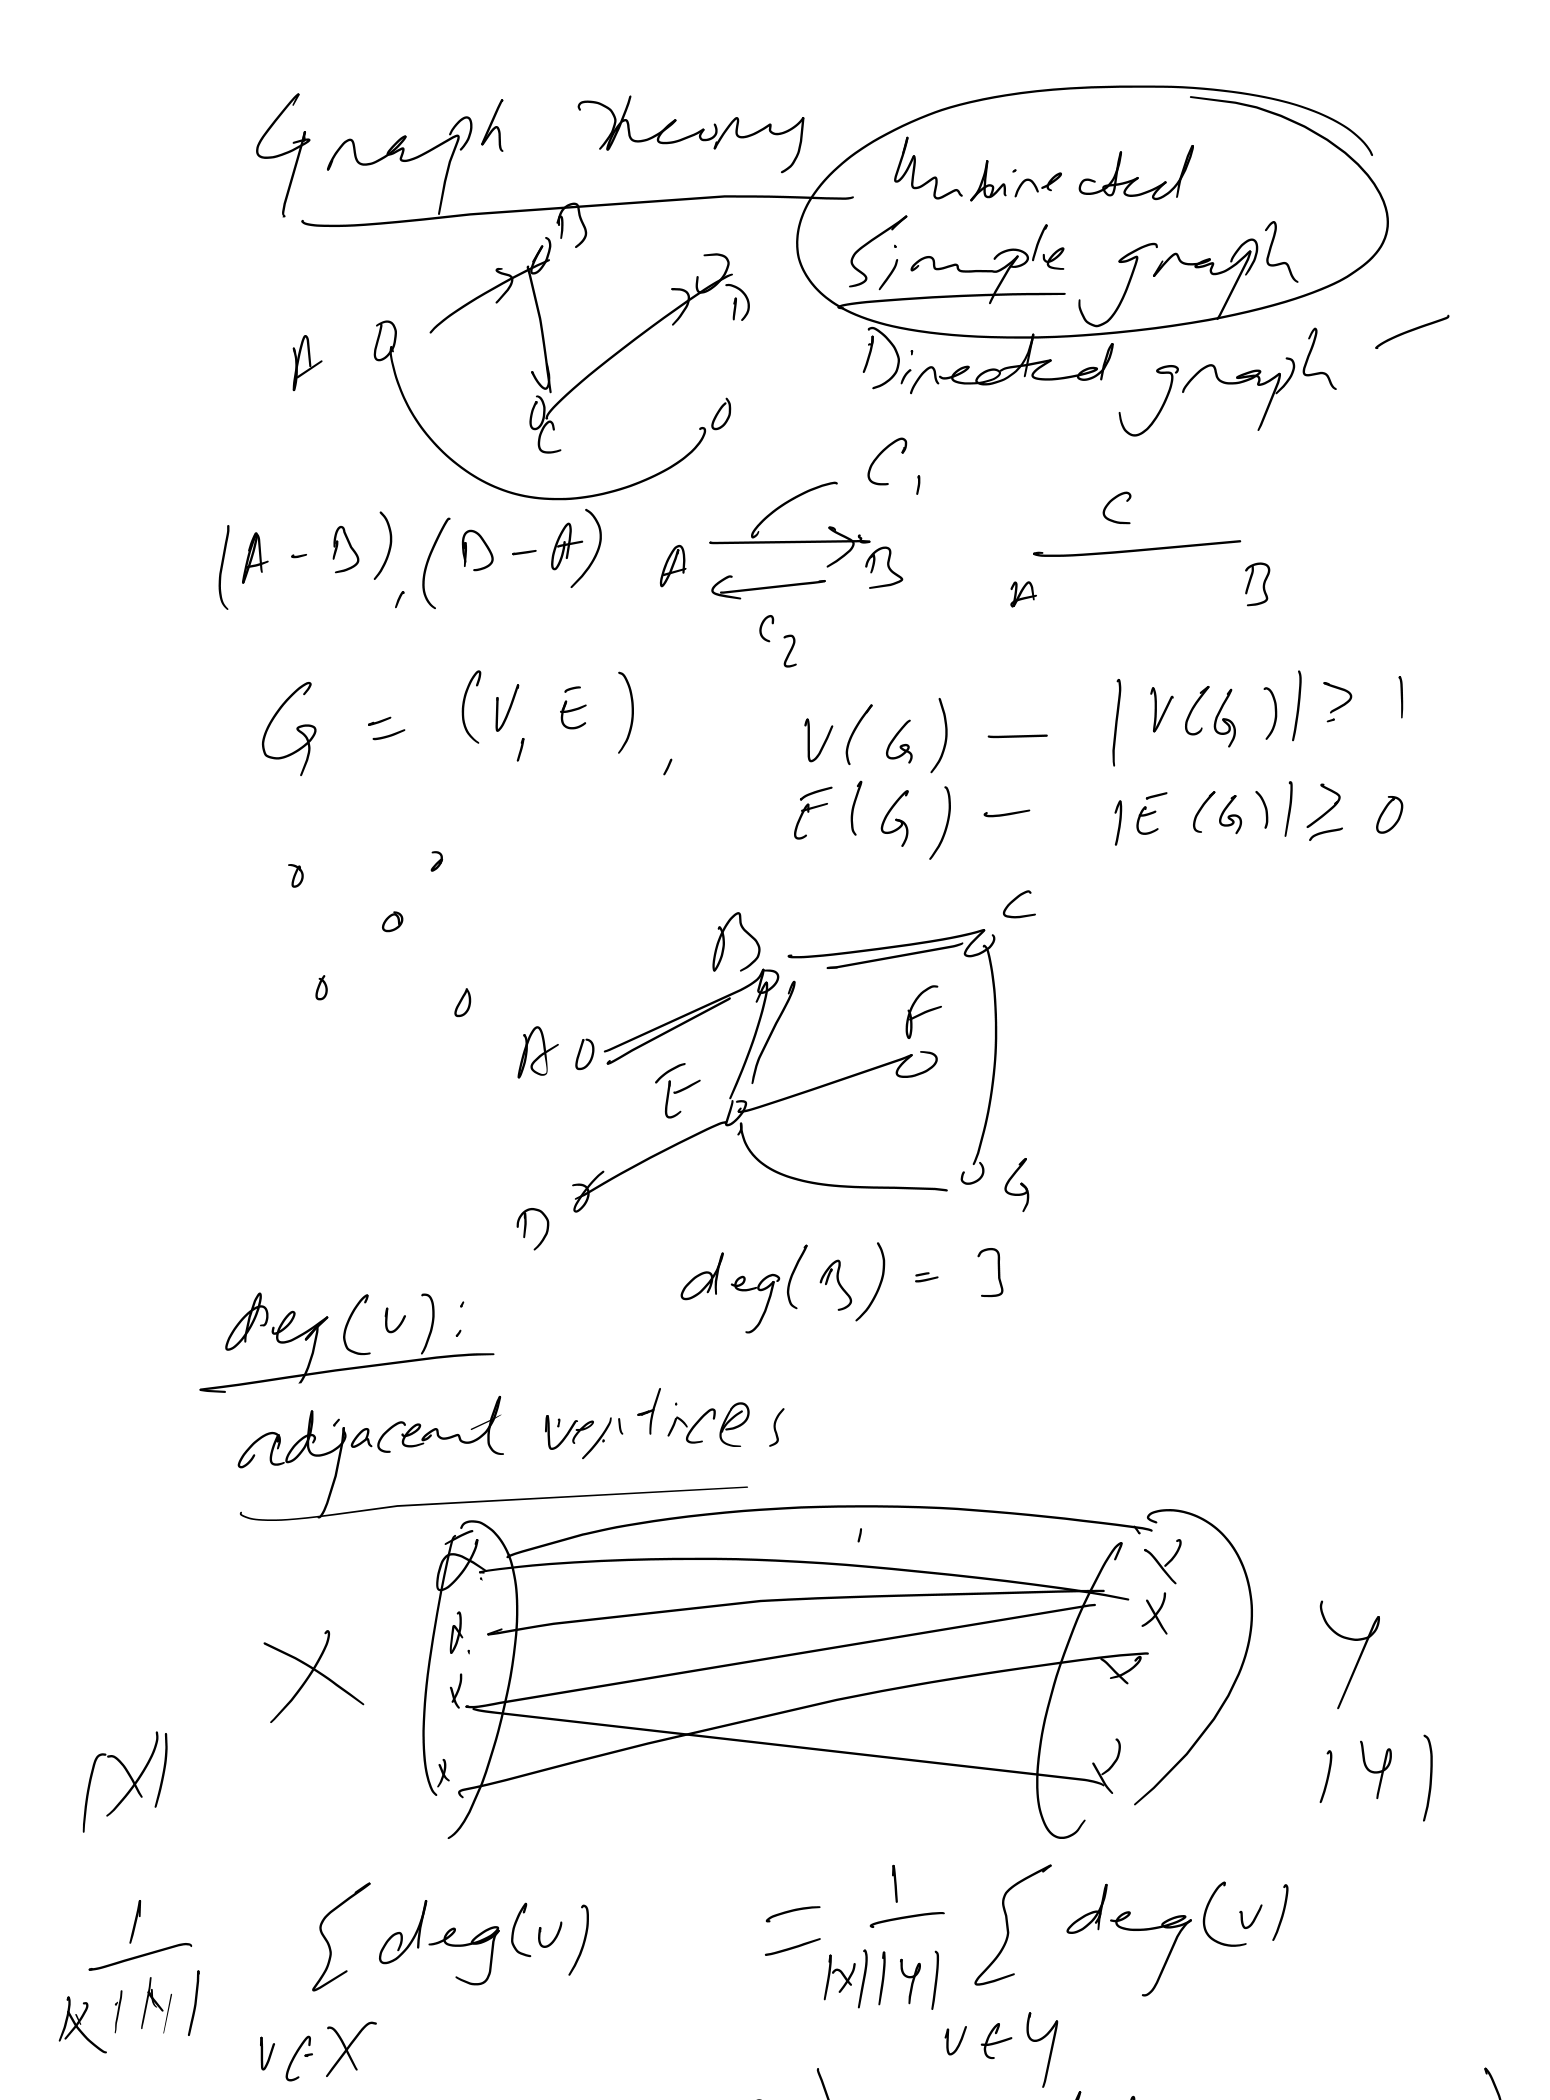 Graph Theory
Undirected
Simple graph
Directed graph
A B C D
(A-B), (B-A)
A B C1 C2
A B C
G = (V, E), V(G) — |V(G)| ≥ 1
E(G) — |E(G)| ≥ 0
B C
A F
E
D G
deg(B) = 3
deg(v):
adjacent vertices
X Y
|X| |Y|
1/|X||Y| Σ deg(v) = 1/|X||Y| Σ deg(v)
v∈X v∈Y